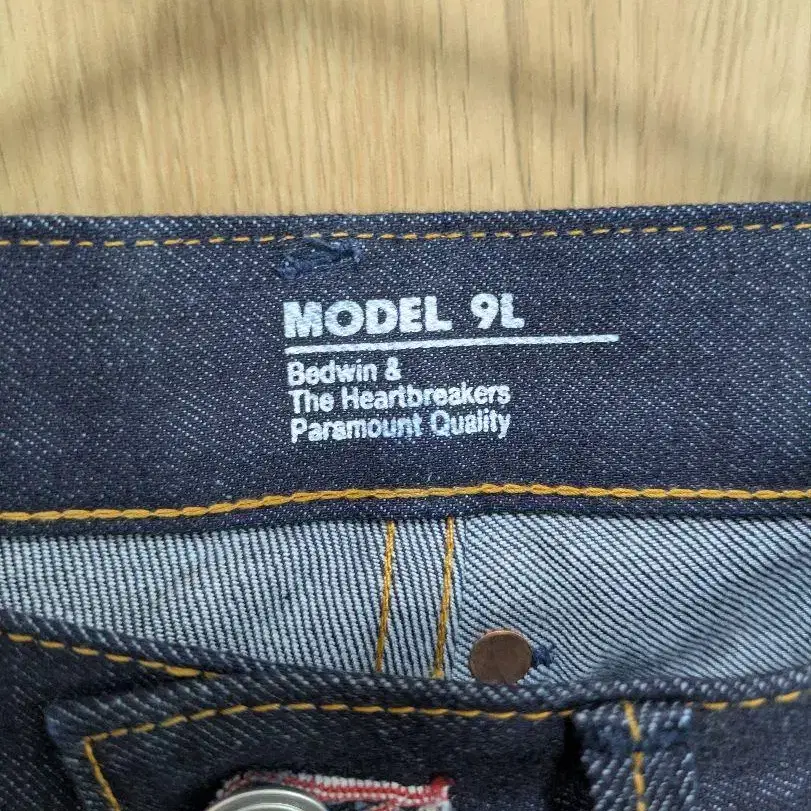 MODEL 9L
Bedwin &
The Heartbreakers
Paramount Quality